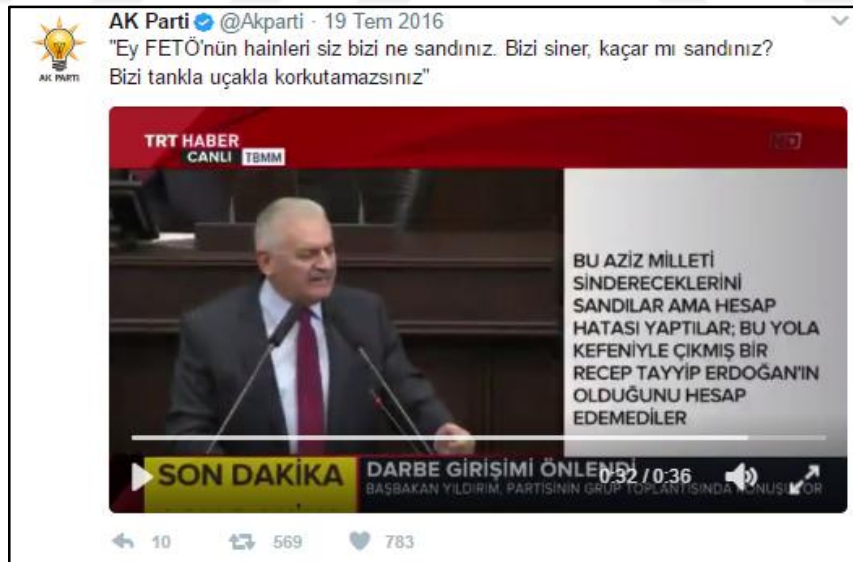 AK Parti @Akparti · 19 Tem 2016
"Ey FETÖ'nün hainleri siz bizi ne sandınız. Bizi siner, kaçar mı sandınız?
Bizi tankla uçakla korkutamazsınız"
AK PARTİ
TRT HABER
CANLI TBMM
BU AZİZ MİLLETİ
SİNDERECEKLERİNİ
SANDILAR AMA HESAP
HATASI YAPTILAR; BU YOLA
KEFENİYLE ÇIKMIŞ BİR
RECEP TAYYİP ERDOĞAN'IN
OLDUĞUNU HESAP
EDEMEDİLER
SON DAKİKA
DARBE GİRİŞİMİ ÖNLENDİ
0:32 / 0:36
BAŞBAKAN YILDIRIM, PARTİSİNİN GRUP TOPLANTISINDA KONUŞUYOR
10 569 783